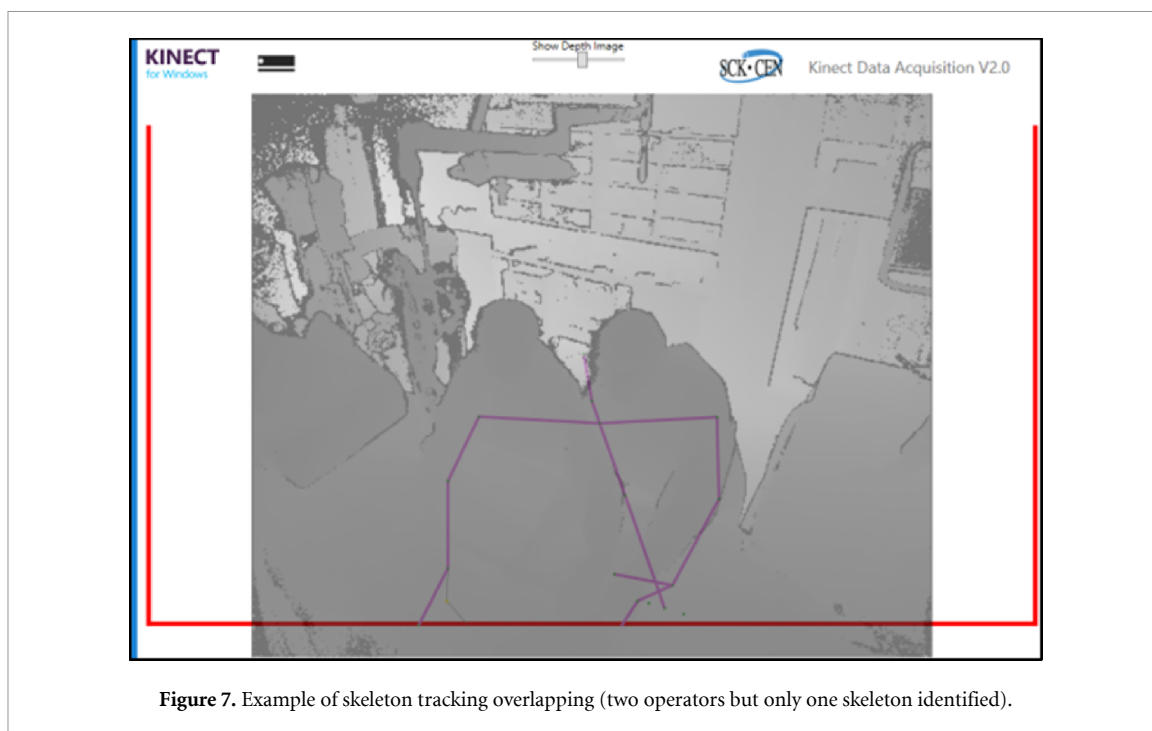 KINECT
for Windows
Show Depth Image
SCK•CEN
Kinect Data Acquisition V2.0
Figure 7. Example of skeleton tracking overlapping (two operators but only one skeleton identified).